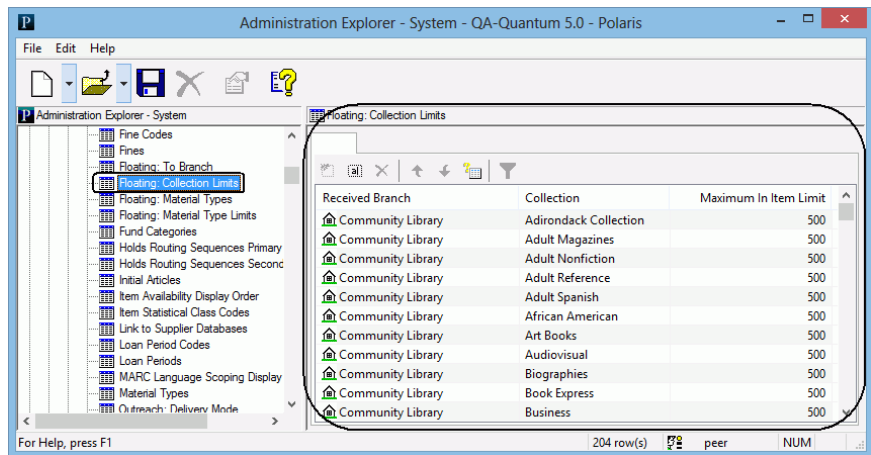 Administration Explorer - System - QA-Quantum 5.0 - Polaris
File Edit Help
Administration Explorer - System
Fine Codes
Fines
Floating: To Branch
Floating: Collection Limits
Floating: Material Types
Floating: Material Type Limits
Fund Categories
Holds Routing Sequences Primary
Holds Routing Sequences Second
Initial Articles
Item Availability Display Order
Item Statistical Class Codes
Link to Supplier Databases
Loan Period Codes
Loan Periods
MARC Language Scoping Display
Material Types
Outreach: Delivery Mode
Floating: Collection Limits
Received Branch Collection Maximum In Item Limit
Community Library Adirondack Collection 500
Community Library Adult Magazines 500
Community Library Adult Nonfiction 500
Community Library Adult Reference 500
Community Library Adult Spanish 500
Community Library African American 500
Community Library Art Books 500
Community Library Audiovisual 500
Community Library Biographies 500
Community Library Book Express 500
Community Library Business 500
For Help, press F1 204 row(s) peer NUM